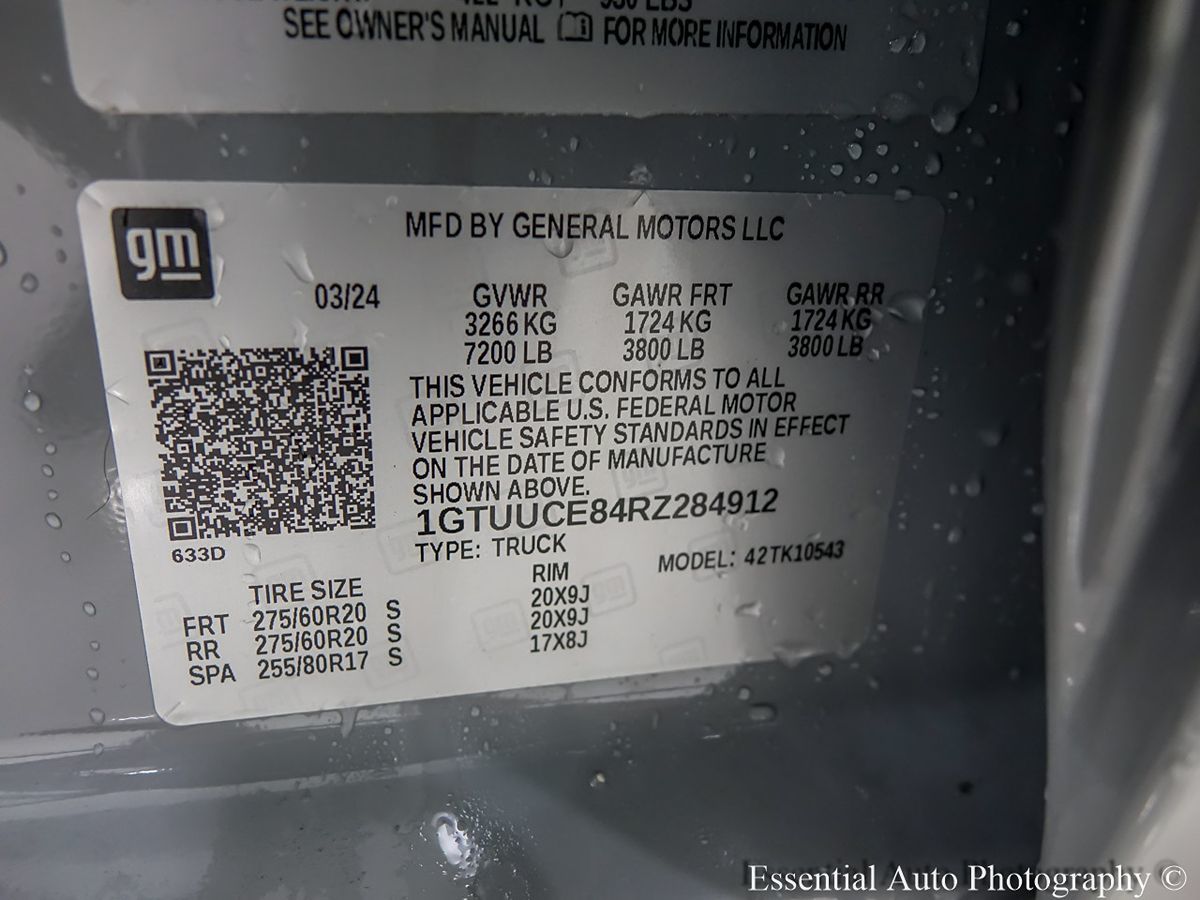 SEE OWNER'S MANUAL FOR MORE INFORMATION
gm
MFD BY GENERAL MOTORS LLC
03/24 GVWR GAWR FRT GAWR RR
3266 KG 1724 KG 1724 KG
7200 LB 3800 LB 3800 LB
THIS VEHICLE CONFORMS TO ALL
APPLICABLE U.S. FEDERAL MOTOR
VEHICLE SAFETY STANDARDS IN EFFECT
ON THE DATE OF MANUFACTURE
SHOWN ABOVE.
1GTUUCE84RZ284912
633D
TYPE: TRUCK MODEL: 42TK10543
TIRE SIZE RIM
FRT 275/60R20 S 20X9J
RR 275/60R20 S 20X9J
SPA 255/80R17 S 17X8J
Essential Auto Photography ©